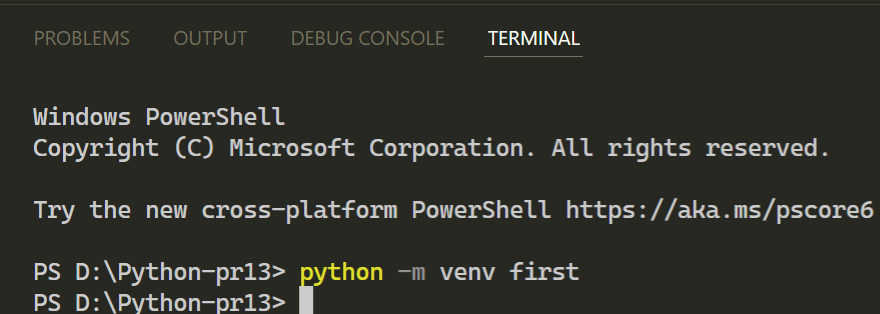 PROBLEMS OUTPUT DEBUG CONSOLE TERMINAL
Windows PowerShell
Copyright (C) Microsoft Corporation. All rights reserved.
Try the new cross-platform PowerShell https://aka.ms/pscore6
PS D:\Python-pr13> python -m venv first
PS D:\Python-pr13>